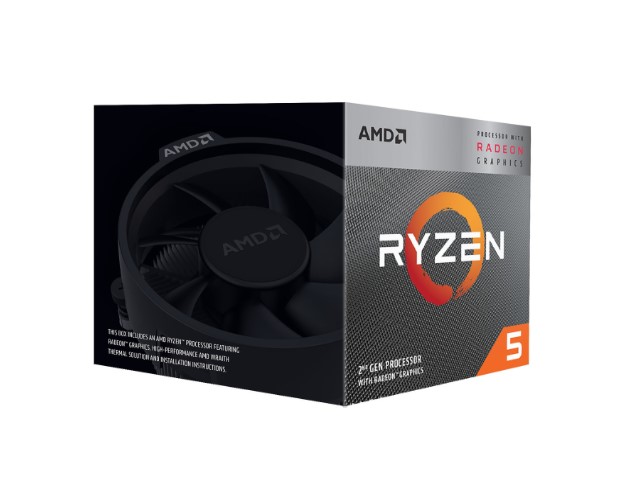 AMD
AMD
THIS BOX INCLUDES AN AMD RYZEN™ PROCESSOR FEATURING
RADEON™ GRAPHICS, HIGH-PERFORMANCE AMD WRAITH
THERMAL SOLUTION AND INSTALLATION INSTRUCTIONS.
AMD
PROCESSOR WITH
RADEON
GRAPHICS
RYZEN
2ND GEN PROCESSOR
WITH RADEON™ GRAPHICS
5